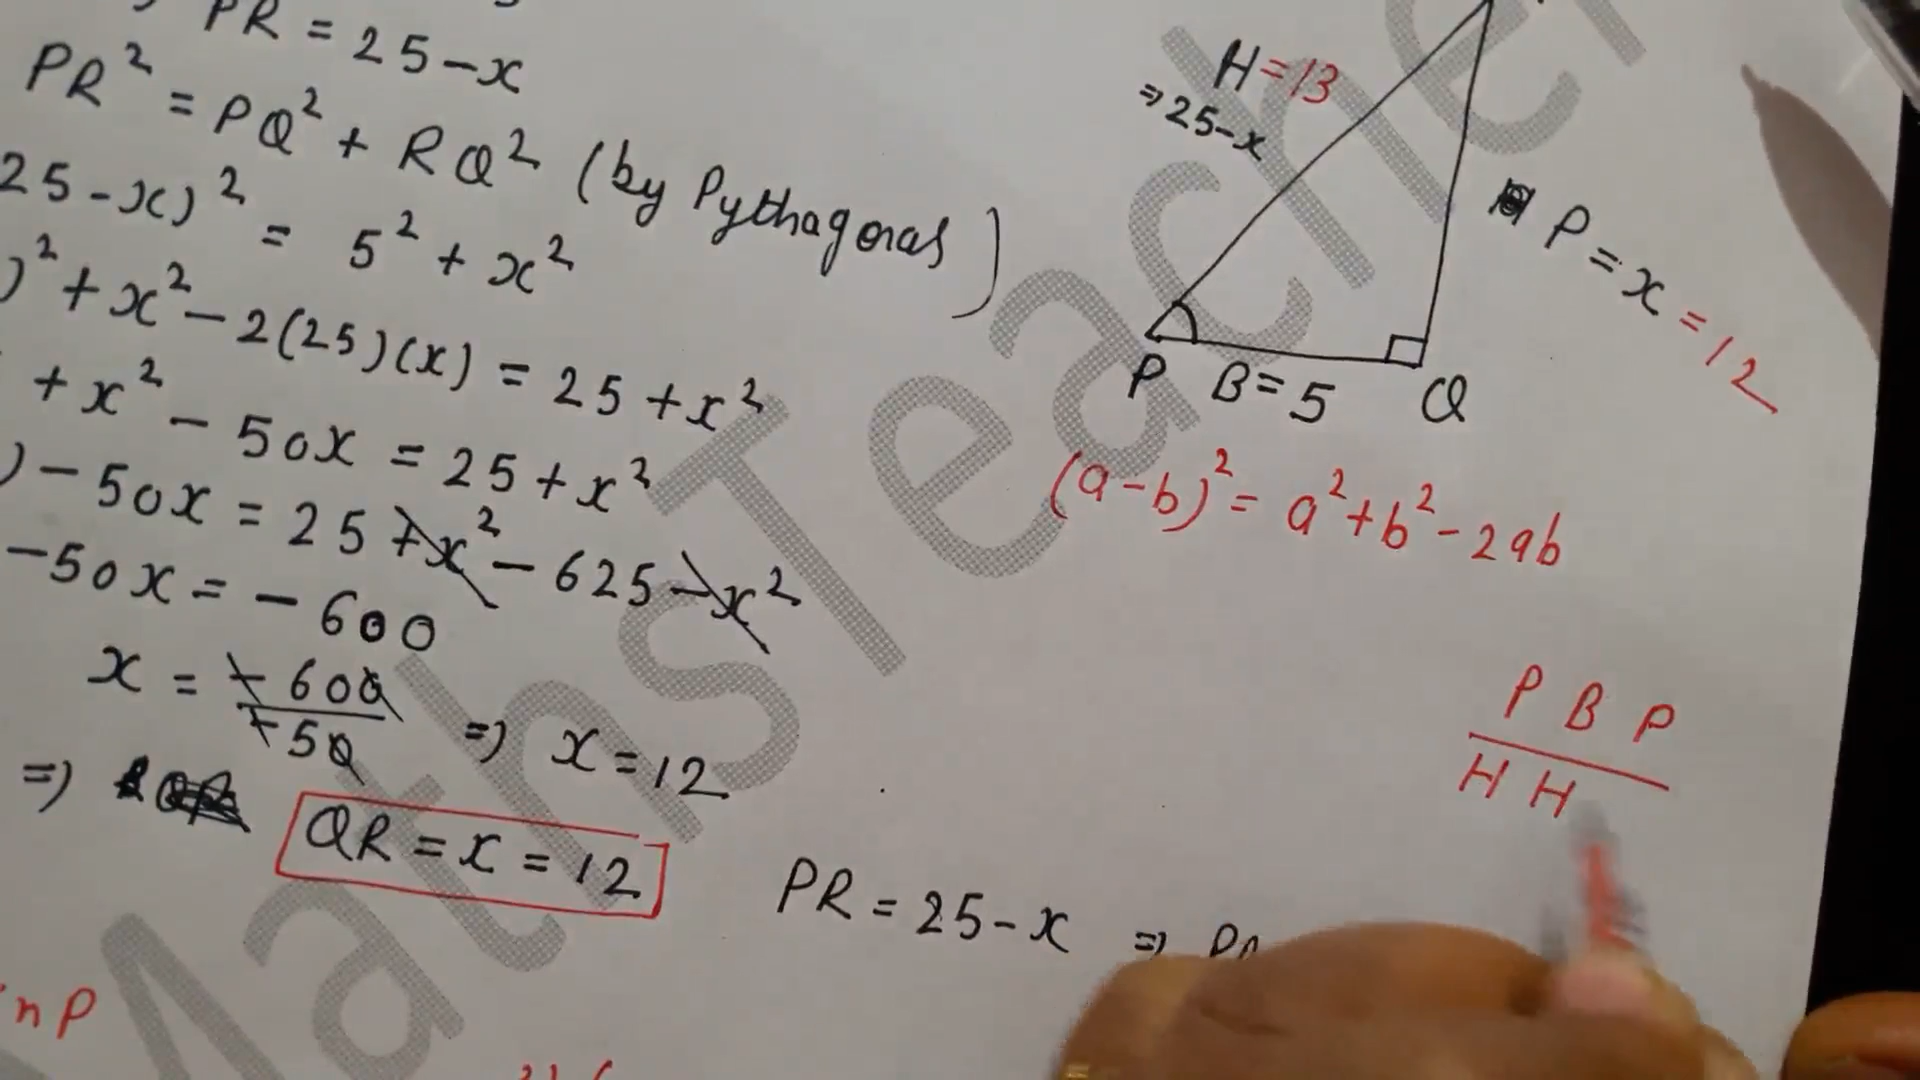 PR = 25-x
PR² = PQ² + RQ² (by Pythagoras)
25-x)² = 5² + x²
)² + x² - 2(25)(x) = 25 + x²
+ x² - 50x = 25 + x²
) - 50x = 25 + x² - 625 - x²
-50x = -600
x = -600/-50 => x = 12
=>
QR = x = 12
PR = 25-x =>
nP
H = 13
=> 25-x
P = x = 12
P B = 5 Q
(a-b)² = a² + b² - 2ab
P B P
H H
MathsTeacher